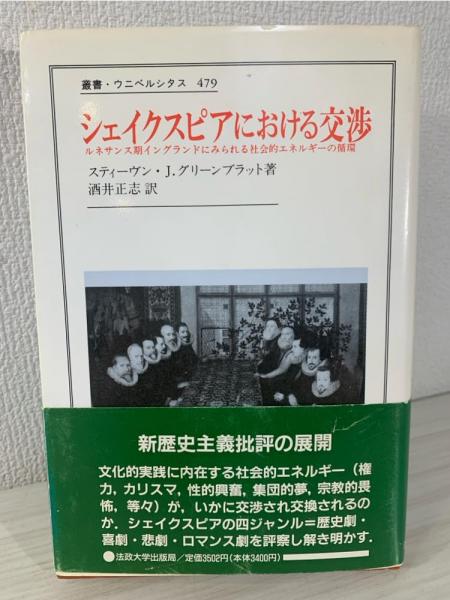 叢書・ウニベルシタス 479
シェイクスピアにおける交渉
ルネサンス期イングランドにみられる社会的エネルギーの循環
スティーヴン・J.グリーンブラット著
酒井正志 訳
新歴史主義批評の展開
文化的実践に内在する社会的エネルギー（権
力，カリスマ，性的興奮，集団的夢，宗教的畏
怖，等々）が，いかに交渉され交換されるの
か．シェイクスピアの四ジャンル＝歴史劇・
喜劇・悲劇・ロマンス劇を評察し解き明かす．
●法政大学出版局／定価3502円（本体3400円）